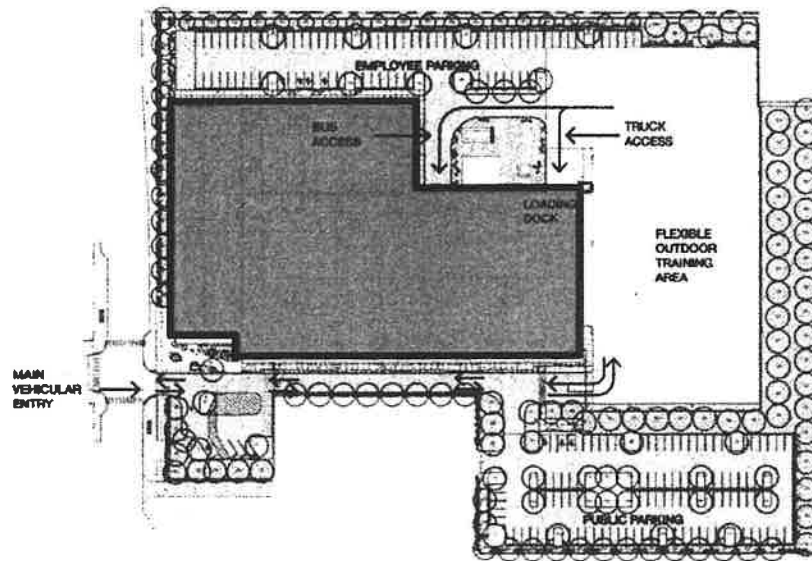 EMPLOYEE PARKING
BUS
ACCESS
TRUCK
ACCESS
LOADING
DOCK
FLEXIBLE
OUTDOOR
TRAINING
AREA
MAIN
VEHICULAR
ENTRY
PUBLIC PARKING